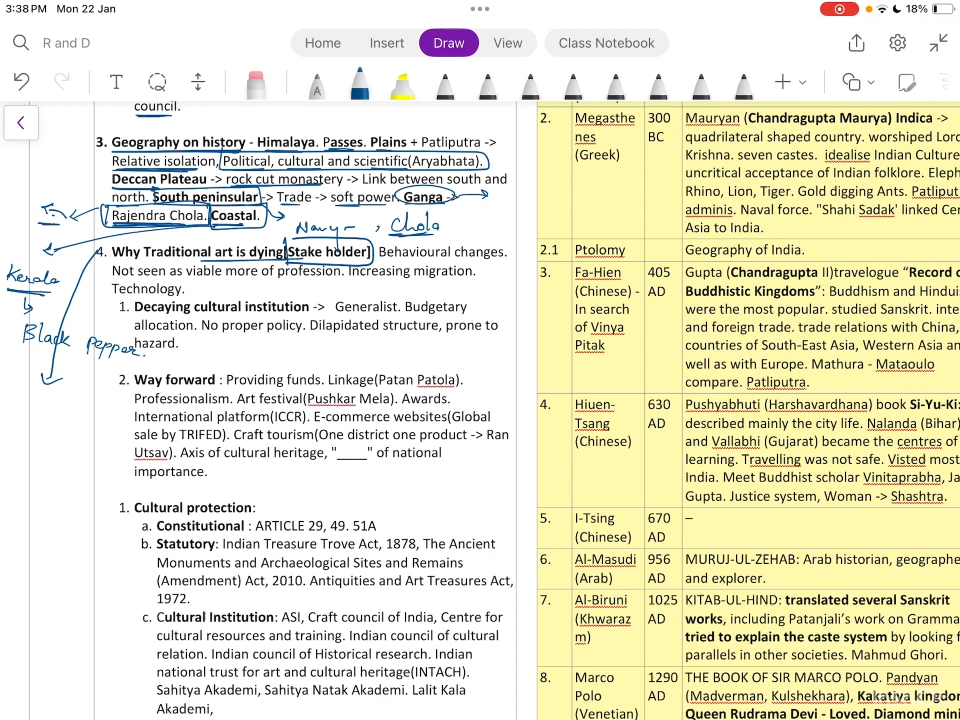 3:38 PM Mon 22 Jan
18%
R and D
Home Insert Draw View Class Notebook
council.
3. Geography on history - Himalaya. Passes. Plains + Patliputra ->
Relative isolation, Political, cultural and scientific(Aryabhata).
Deccan Plateau -> rock cut monastery -> Link between south and
north. South peninsular -> Trade -> soft power. Ganga ->
Rajendra Chola. Coastal.
Navy - , Chola
4. Why Traditional art is dying[Stake holder] Behavioural changes.
Not seen as viable more of profession. Increasing migration.
Technology.
Kerala
Black Pepper.
1. Decaying cultural institution -> Generalist. Budgetary
allocation. No proper policy. Dilapidated structure, prone to
hazard.
2. Way forward : Providing funds. Linkage(Patan Patola).
Professionalism. Art festival(Pushkar Mela). Awards.
International platform(ICCR). E-commerce websites(Global
sale by TRIFED). Craft tourism(One district one product -> Ran
Utsav). Axis of cultural heritage, "____" of national
importance.
1. Cultural protection:
a. Constitutional : ARTICLE 29, 49. 51A
b. Statutory: Indian Treasure Trove Act, 1878, The Ancient
Monuments and Archaeological Sites and Remains
(Amendment) Act, 2010. Antiquities and Art Treasures Act,
1972.
c. Cultural Institution: ASI, Craft council of India, Centre for
cultural resources and training. Indian council of cultural
relation. Indian council of Historical research. Indian
national trust for art and cultural heritage(INTACH).
Sahitya Akademi, Sahitya Natak Akademi. Lalit Kala
Akademi,
2. Megasthe 300 Mauryan (Chandragupta Maurya) Indica ->
nes BC quadrilateral shaped country. worshiped Lord
(Greek) Krishna. seven castes. idealise Indian Culture
uncritical acceptance of Indian folklore. Eleph
Rhino, Lion, Tiger. Gold digging Ants. Patliput
adminis. Naval force. "Shahi Sadak' linked Cen
Asia to India.
2.1 Ptolomy Geography of India.
3. Fa-Hien 405 Gupta (Chandragupta II)travelogue “Record o
(Chinese) - AD Buddhistic Kingdoms”: Buddhism and Hinduis
In search were the most popular. studied Sanskrit. inte
of Vinya and foreign trade. trade relations with China,
Pitak countries of South-East Asia, Western Asia an
well as with Europe. Mathura - Mataoulo
compare. Patliputra.
4. Hiuen- 630 Pushyabhuti (Harshavardhana) book Si-Yu-Ki:
Tsang AD described mainly the city life. Nalanda (Bihar)
(Chinese) and Vallabhi (Gujarat) became the centres of
learning. Travelling was not safe. Visted most
India. Meet Buddhist scholar Vinitaprabha, Ja
Gupta. Justice system, Woman -> Shashtra.
5. I-Tsing 670 –
(Chinese) AD
6. Al-Masudi 956 MURUJ-UL-ZEHAB: Arab historian, geographe
(Arab) AD and explorer.
7. Al-Biruni 1025 KITAB-UL-HIND: translated several Sanskrit
(Khwaraz AD works, including Patanjali’s work on Gramma
m) tried to explain the caste system by looking f
parallels in other societies. Mahmud Ghori.
8. Marco 1290 THE BOOK OF SIR MARCO POLO. Pandyan
Polo AD (Madverman, Kulshekhara), Kakatiya kingdom
(Venetian) Queen Rudrama Devi - Loved. Diamond mini